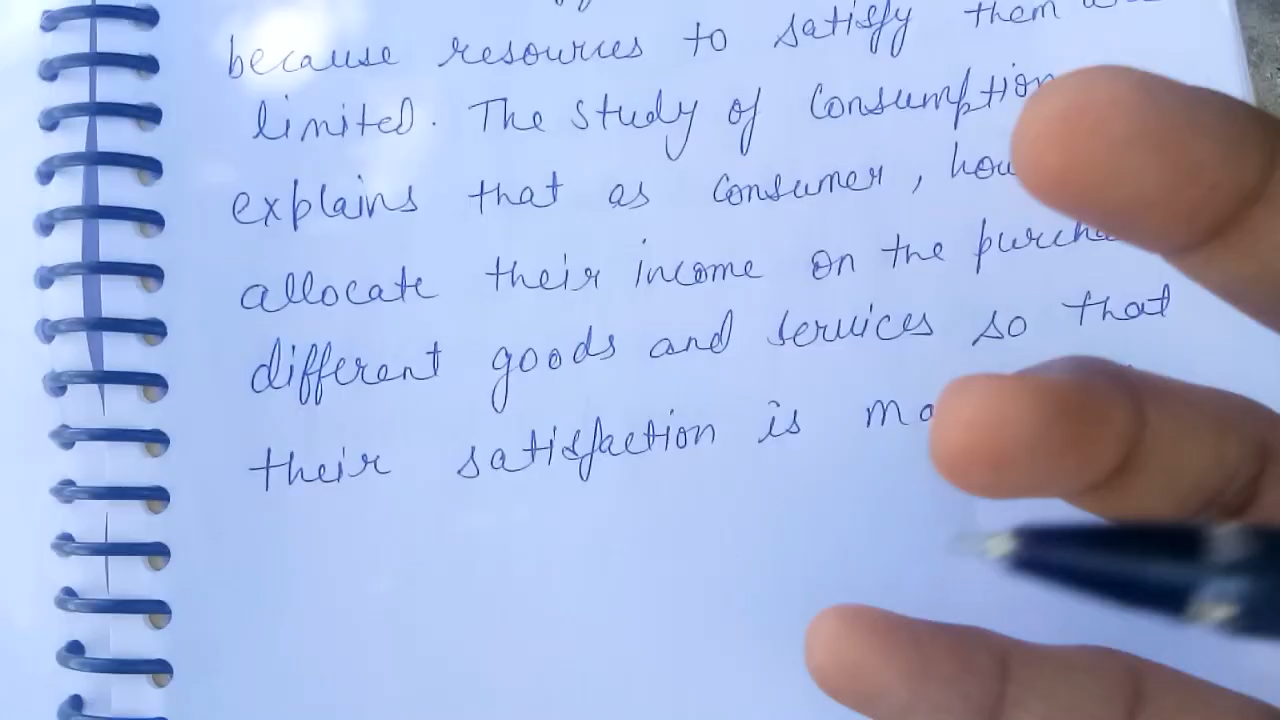 because resources to satisfy them
limited. The study of Consumption
explains that as consumer,
allocate their income on the
different goods and services so that
their satisfaction is